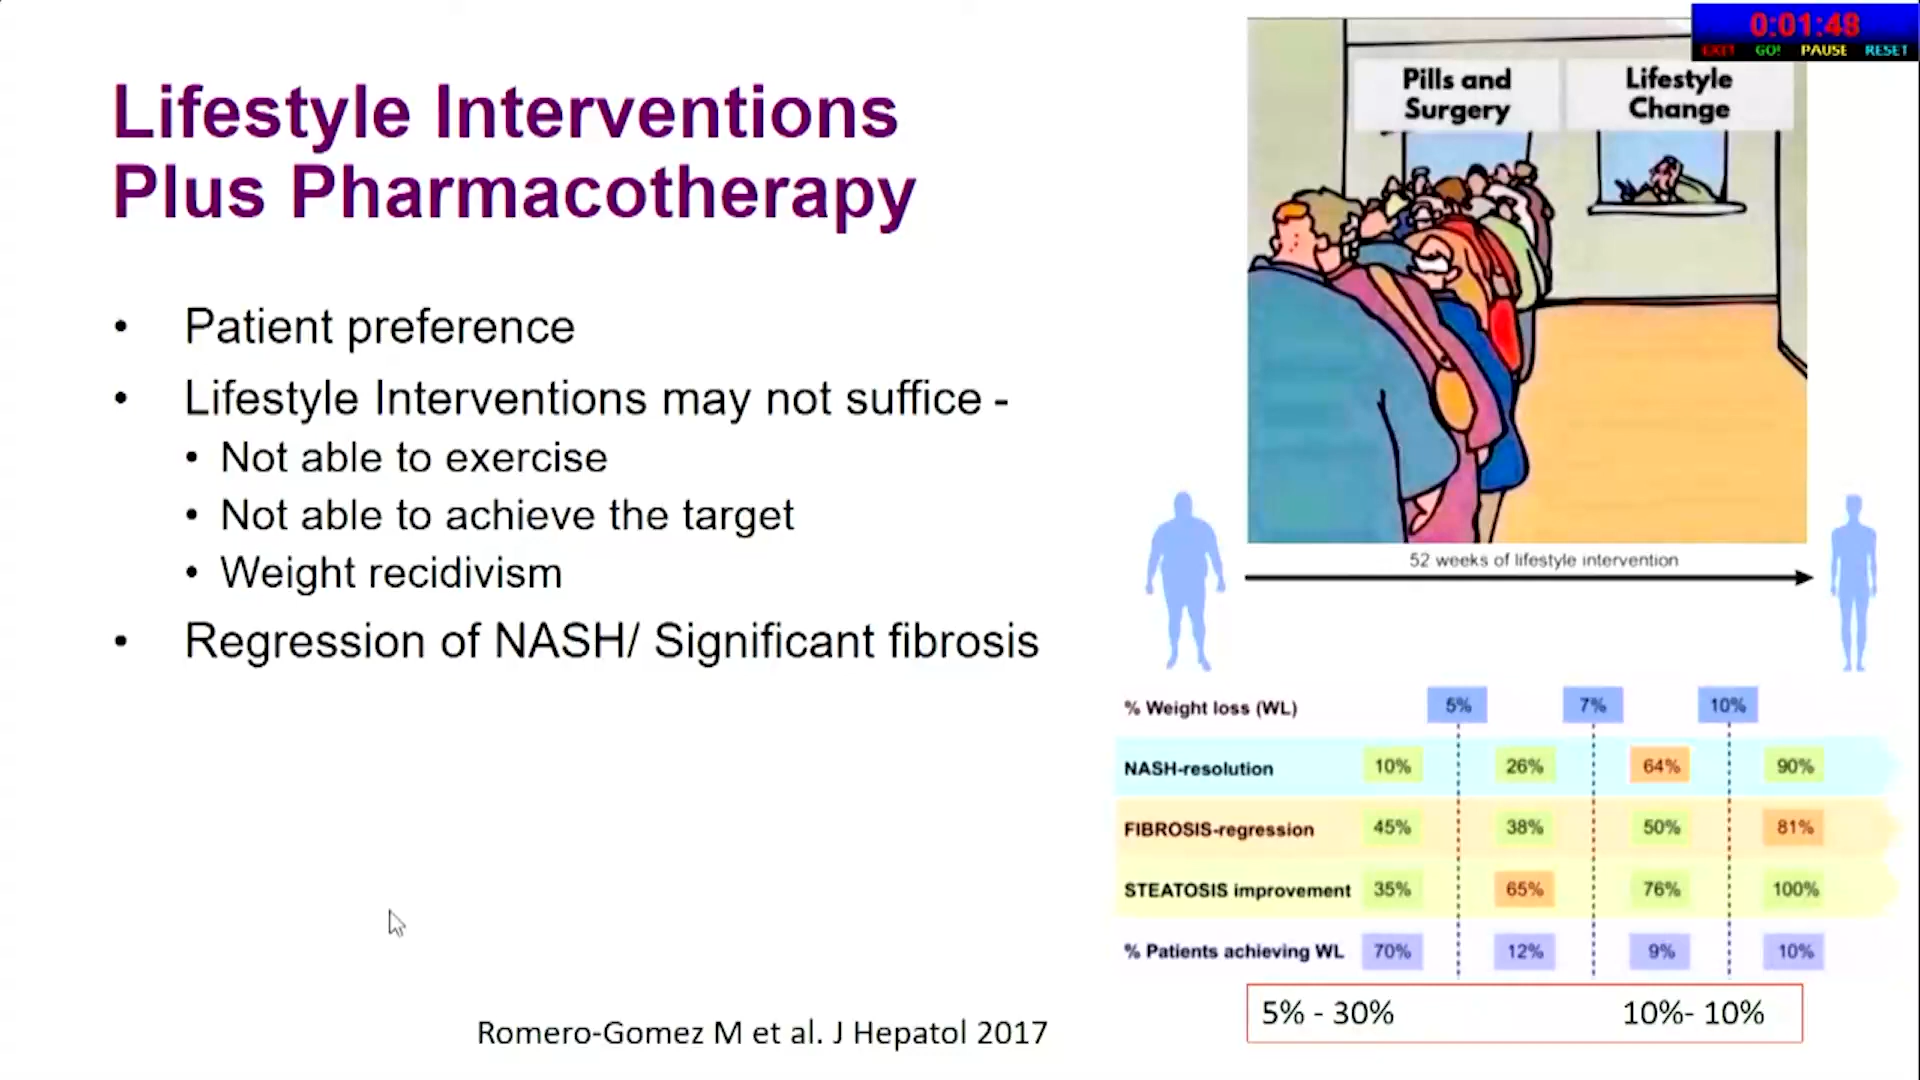 0:01:48
EXIT GO! PAUSE RESET
Lifestyle Interventions
Plus Pharmacotherapy
• Patient preference
• Lifestyle Interventions may not suffice -
• Not able to exercise
• Not able to achieve the target
• Weight recidivism
• Regression of NASH/ Significant fibrosis
Romero-Gomez M et al. J Hepatol 2017
Pills and
Surgery
Lifestyle
Change
52 weeks of lifestyle intervention
% Weight loss (WL) 5% 7% 10%
NASH-resolution 10% 26% 64% 90%
FIBROSIS-regression 45% 38% 50% 81%
STEATOSIS improvement 35% 65% 76% 100%
% Patients achieving WL 70% 12% 9% 10%
5% - 30% 10%- 10%